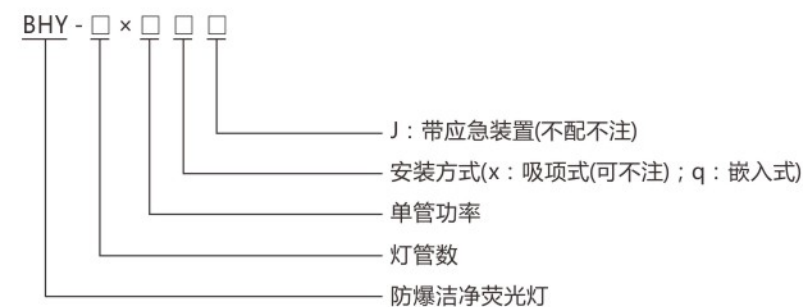 BHY-□×□□□
J：带应急装置(不配不注)
安装方式(x：吸项式(可不注)；q：嵌入式)
单管功率
灯管数
防爆洁净荧光灯